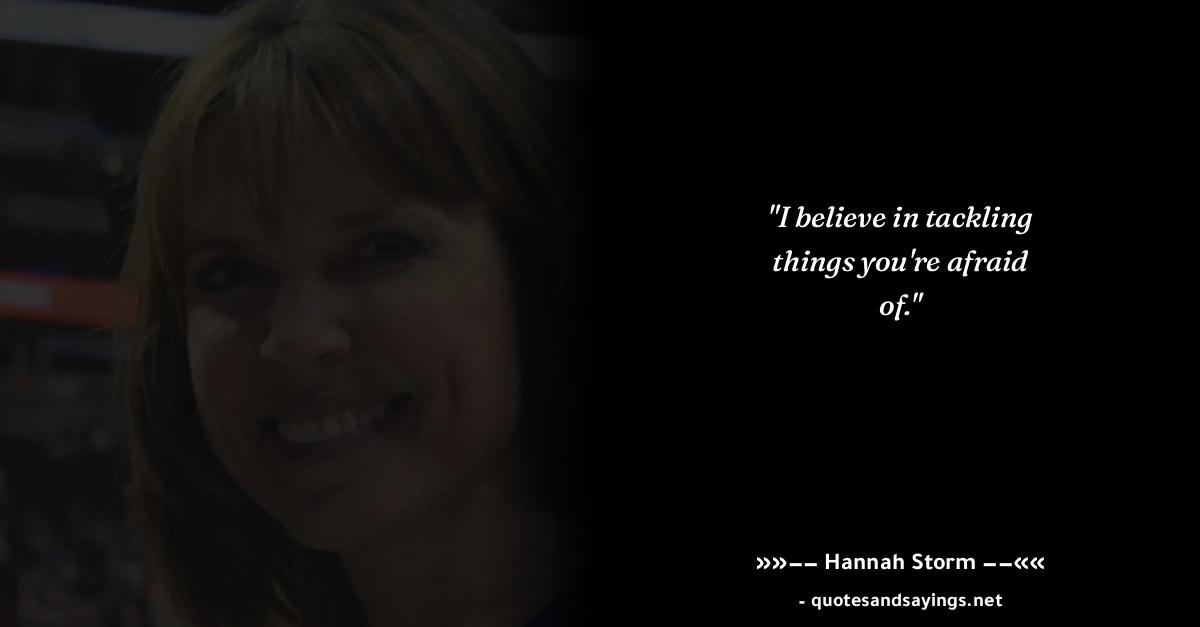 "I believe in tackling
things you're afraid
of."
»»–– Hannah Storm ––««
- quotesandsayings.net